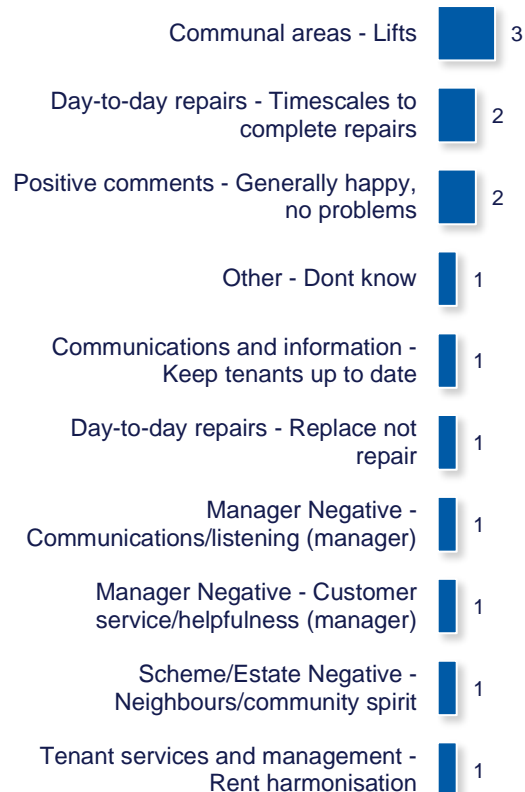 Communal areas - Lifts 3
Day-to-day repairs - Timescales to
complete repairs 2
Positive comments - Generally happy,
no problems 2
Other - Dont know 1
Communications and information -
Keep tenants up to date 1
Day-to-day repairs - Replace not
repair 1
Manager Negative -
Communications/listening (manager) 1
Manager Negative - Customer
service/helpfulness (manager) 1
Scheme/Estate Negative -
Neighbours/community spirit 1
Tenant services and management -
Rent harmonisation 1